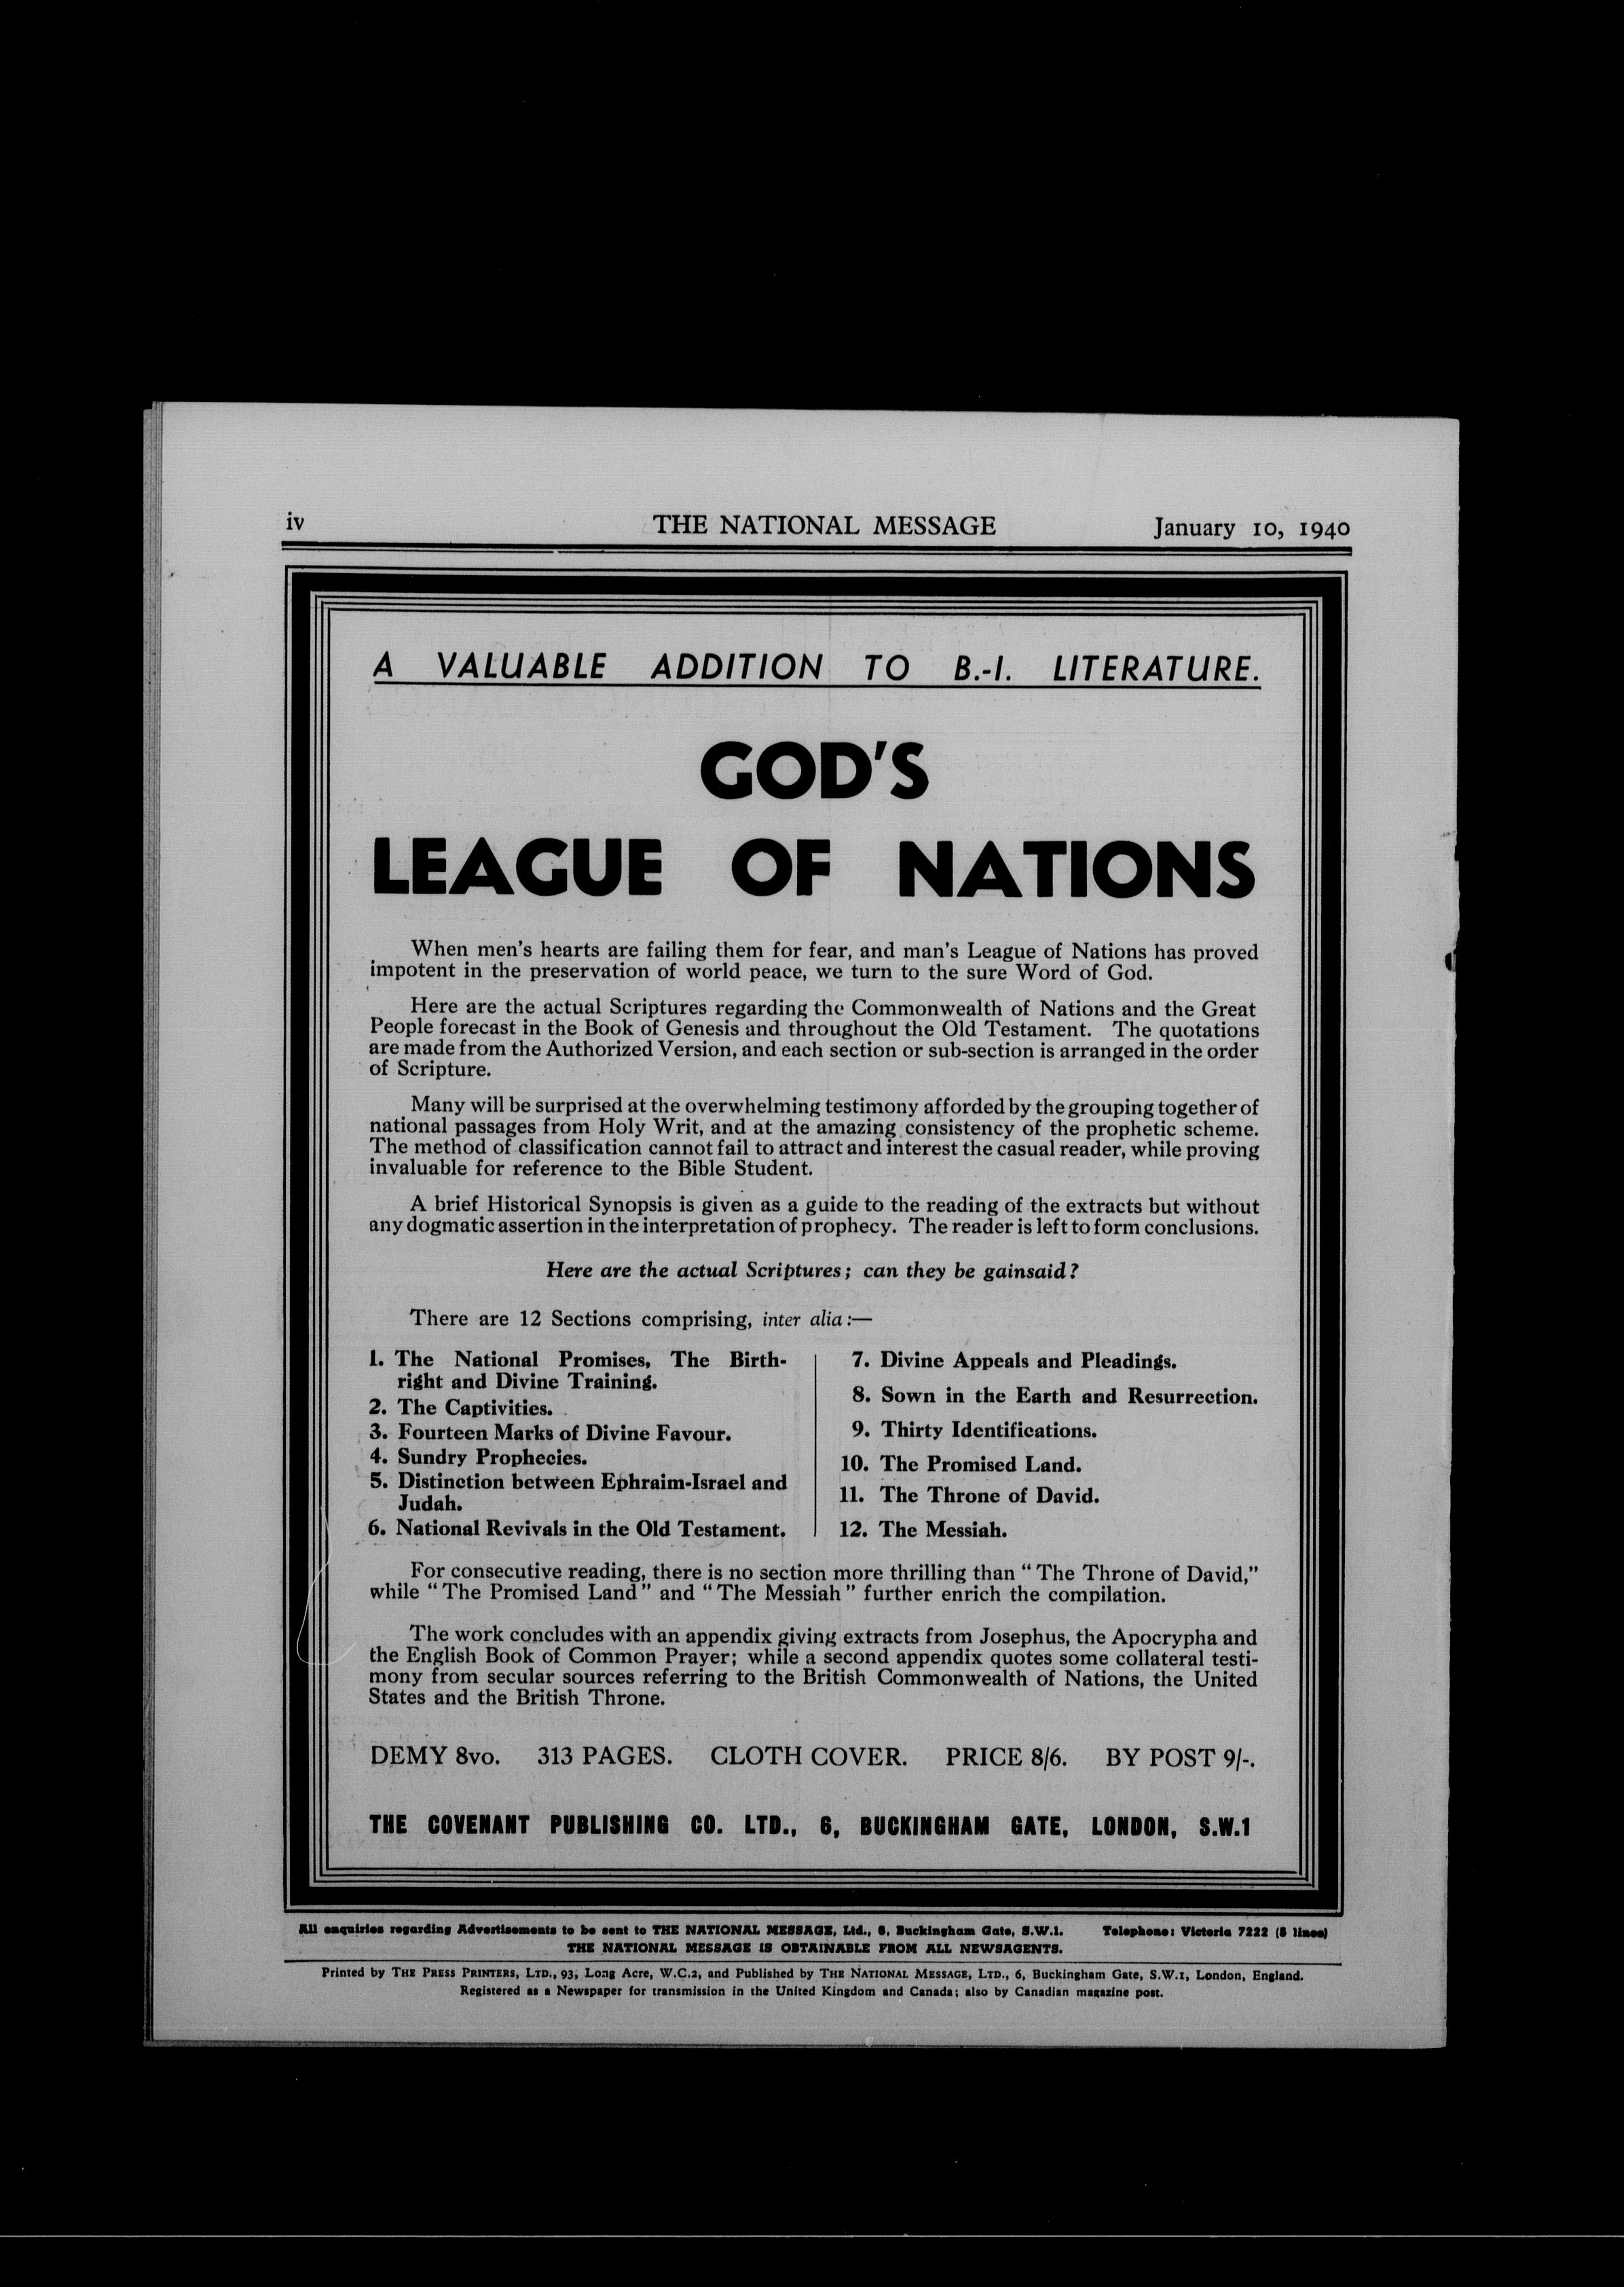 iv THE NATIONAL MESSAGE January 10, 1940
A VALUABLE ADDITION TO B.-I. LITERATURE.
GOD'S
LEAGUE OF NATIONS
When men's hearts are failing them for fear, and man's League of Nations has proved
impotent in the preservation of world peace, we turn to the sure Word of God.
Here are the actual Scriptures regarding the Commonwealth of Nations and the Great
People forecast in the Book of Genesis and throughout the Old Testament. The quotations
are made from the Authorized Version, and each section or sub-section is arranged in the order
of Scripture.
Many will be surprised at the overwhelming testimony afforded by the grouping together of
national passages from Holy Writ, and at the amazing consistency of the prophetic scheme.
The method of classification cannot fail to attract and interest the casual reader, while proving
invaluable for reference to the Bible Student.
A brief Historical Synopsis is given as a guide to the reading of the extracts but without
any dogmatic assertion in the interpretation of prophecy. The reader is left to form conclusions.
Here are the actual Scriptures; can they be gainsaid?
There are 12 Sections comprising, inter alia:—
1. The National Promises, The Birth-
right and Divine Training.
2. The Captivities.
3. Fourteen Marks of Divine Favour.
4. Sundry Prophecies.
5. Distinction between Ephraim-Israel and
Judah.
6. National Revivals in the Old Testament.
7. Divine Appeals and Pleadings.
8. Sown in the Earth and Resurrection.
9. Thirty Identifications.
10. The Promised Land.
11. The Throne of David.
12. The Messiah.
For consecutive reading, there is no section more thrilling than "The Throne of David,"
while "The Promised Land" and "The Messiah" further enrich the compilation.
The work concludes with an appendix giving extracts from Josephus, the Apocrypha and
the English Book of Common Prayer; while a second appendix quotes some collateral testi-
mony from secular sources referring to the British Commonwealth of Nations, the United
States and the British Throne.
DEMY 8vo. 313 PAGES. CLOTH COVER. PRICE 8/6. BY POST 9/-.
THE COVENANT PUBLISHING CO. LTD., 6, BUCKINGHAM GATE, LONDON, S.W.1
All enquiries regarding Advertisements to be sent to THE NATIONAL MESSAGE, Ltd., 6, Buckingham Gate, S.W.1. Telephone: Victoria 7222 (5 lines)
THE NATIONAL MESSAGE IS OBTAINABLE FROM ALL NEWSAGENTS.
Printed by THE PRESS PRINTERS, LTD., 93, Long Acre, W.C.2, and Published by THE NATIONAL MESSAGE, LTD., 6, Buckingham Gate, S.W.1, London, England.
Registered as a Newspaper for transmission in the United Kingdom and Canada; also by Canadian magazine post.